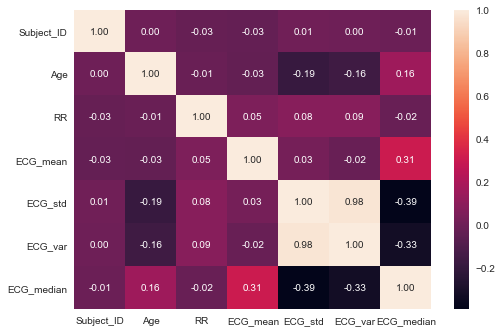 Subject_ID 1.00 0.00 -0.03 -0.03 0.01 0.00 -0.01
Age 0.00 1.00 -0.01 -0.03 -0.19 -0.16 0.16
RR -0.03 -0.01 1.00 0.05 0.08 0.09 -0.02
ECG_mean -0.03 -0.03 0.05 1.00 0.03 -0.02 0.31
ECG_std 0.01 -0.19 0.08 0.03 1.00 0.98 -0.39
ECG_var 0.00 -0.16 0.09 -0.02 0.98 1.00 -0.33
ECG_median -0.01 0.16 -0.02 0.31 -0.39 -0.33 1.00
Subject_ID Age RR ECG_mean ECG_std ECG_var ECG_median
1.0
0.8
0.6
0.4
0.2
0.0
−0.2